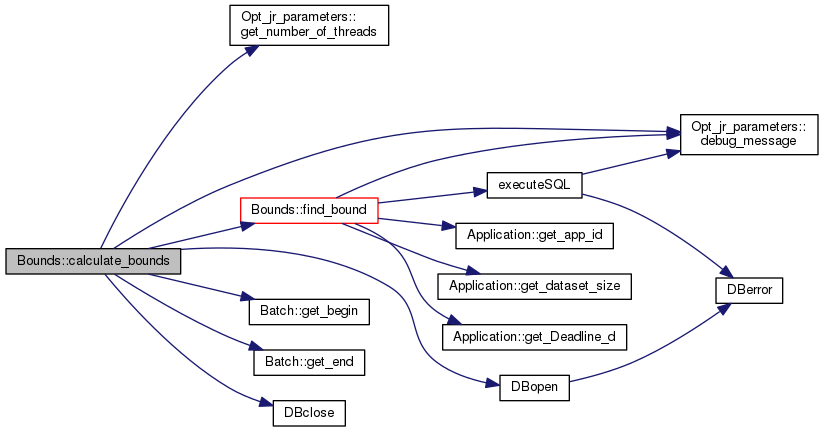 Opt_jr_parameters::
get_number_of_threads
Opt_jr_parameters::
debug_message
executeSQL
Bounds::find_bound
Application::get_app_id
Bounds::calculate_bounds
Application::get_dataset_size
DBerror
Batch::get_begin
Application::get_Deadline_d
Batch::get_end
DBopen
DBclose